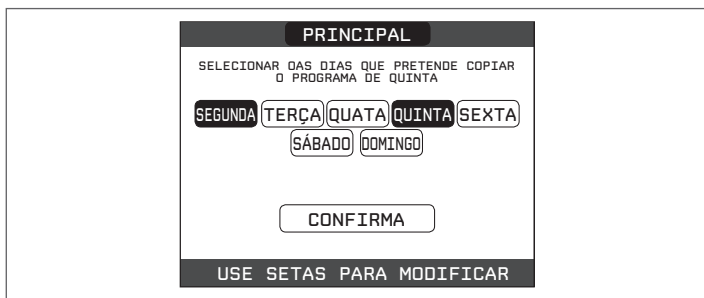 PRINCIPAL
SELECIONAR OAS DIAS QUE PRETENDE COPIAR
O PROGRAMA DE QUINTA
SEGUNDA TERÇA QUATA QUINTA SEXTA
SÁBADO DOMINGO
CONFIRMA
USE SETAS PARA MODIFICAR